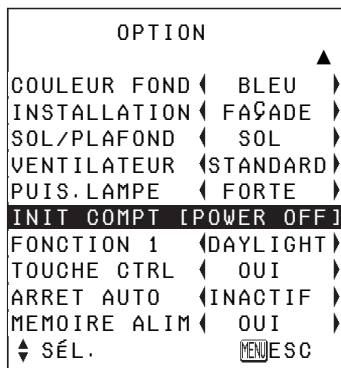 OPTION
▲
COULEUR FOND ◀ BLEU ▶
INSTALLATION ◀ FAÇADE ▶
SOL/PLAFOND ◀ SOL ▶
VENTILATEUR ◀STANDARD▶
PUIS.LAMPE ◀ FORTE ▶
INIT COMPT [POWER OFF]
FONCTION 1 ◀DAYLIGHT▶
TOUCHE CTRL ◀ OUI ▶
ARRET AUTO ◀INACTIF ▶
MEMOIRE ALIM◀ OUI ▶
▲▼ SÉL. MENU ESC